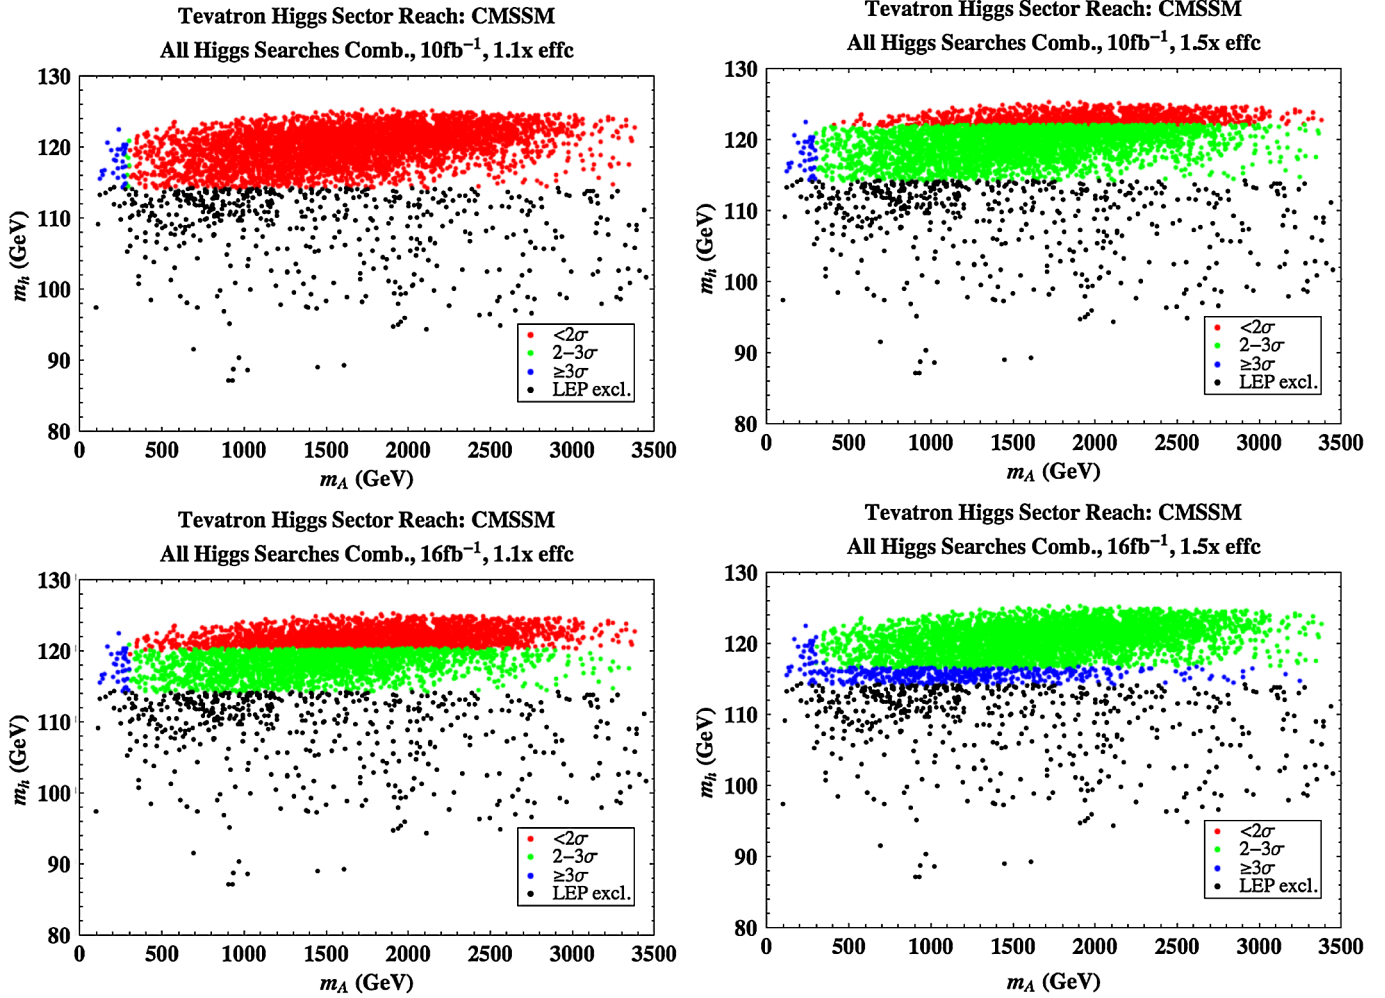 Tevatron Higgs Sector Reach: CMSSM
All Higgs Searches Comb., 10fb⁻¹, 1.1x effc
130
120
110
100
90
80
m_h (GeV)
<2σ
2−3σ
≥3σ
LEP excl.
0 500 1000 1500 2000 2500 3000 3500
m_A (GeV)
Tevatron Higgs Sector Reach: CMSSM
All Higgs Searches Comb., 10fb⁻¹, 1.5x effc
130
120
110
100
90
80
m_h (GeV)
<2σ
2−3σ
≥3σ
LEP excl.
0 500 1000 1500 2000 2500 3000 3500
m_A (GeV)
Tevatron Higgs Sector Reach: CMSSM
All Higgs Searches Comb., 16fb⁻¹, 1.1x effc
130
120
110
100
90
80
m_h (GeV)
<2σ
2−3σ
≥3σ
LEP excl.
0 500 1000 1500 2000 2500 3000 3500
m_A (GeV)
Tevatron Higgs Sector Reach: CMSSM
All Higgs Searches Comb., 16fb⁻¹, 1.5x effc
130
120
110
100
90
80
m_h (GeV)
<2σ
2−3σ
≥3σ
LEP excl.
0 500 1000 1500 2000 2500 3000 3500
m_A (GeV)